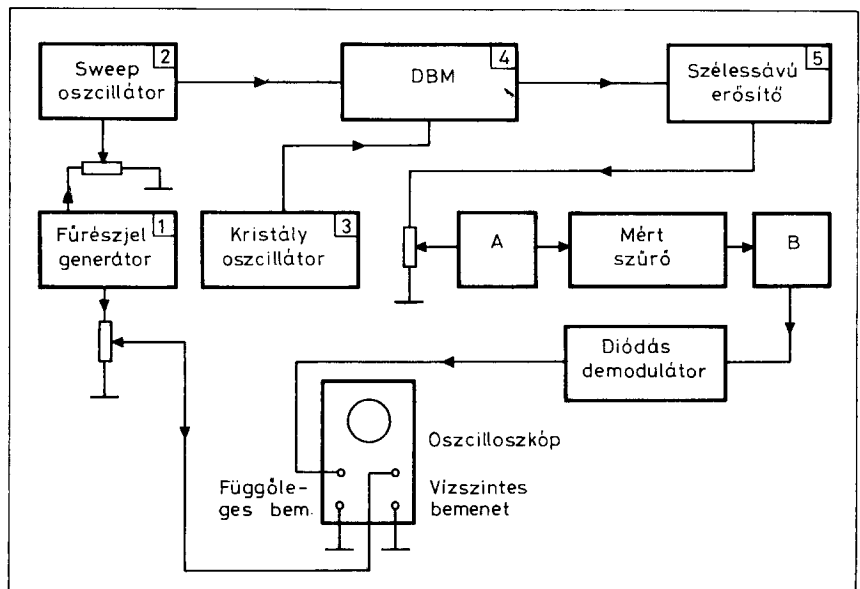 2
Sweep
oszcillátor
4
DBM
5
Szélessávú
erősítő
1
Fűrészjel
generátor
3
Kristály
oszcillátor
A
Mért
szűrő
B
Diódás
demodulátor
Oszcilloszkóp
Függőle-
ges bem.
Vízszintes
bemenet